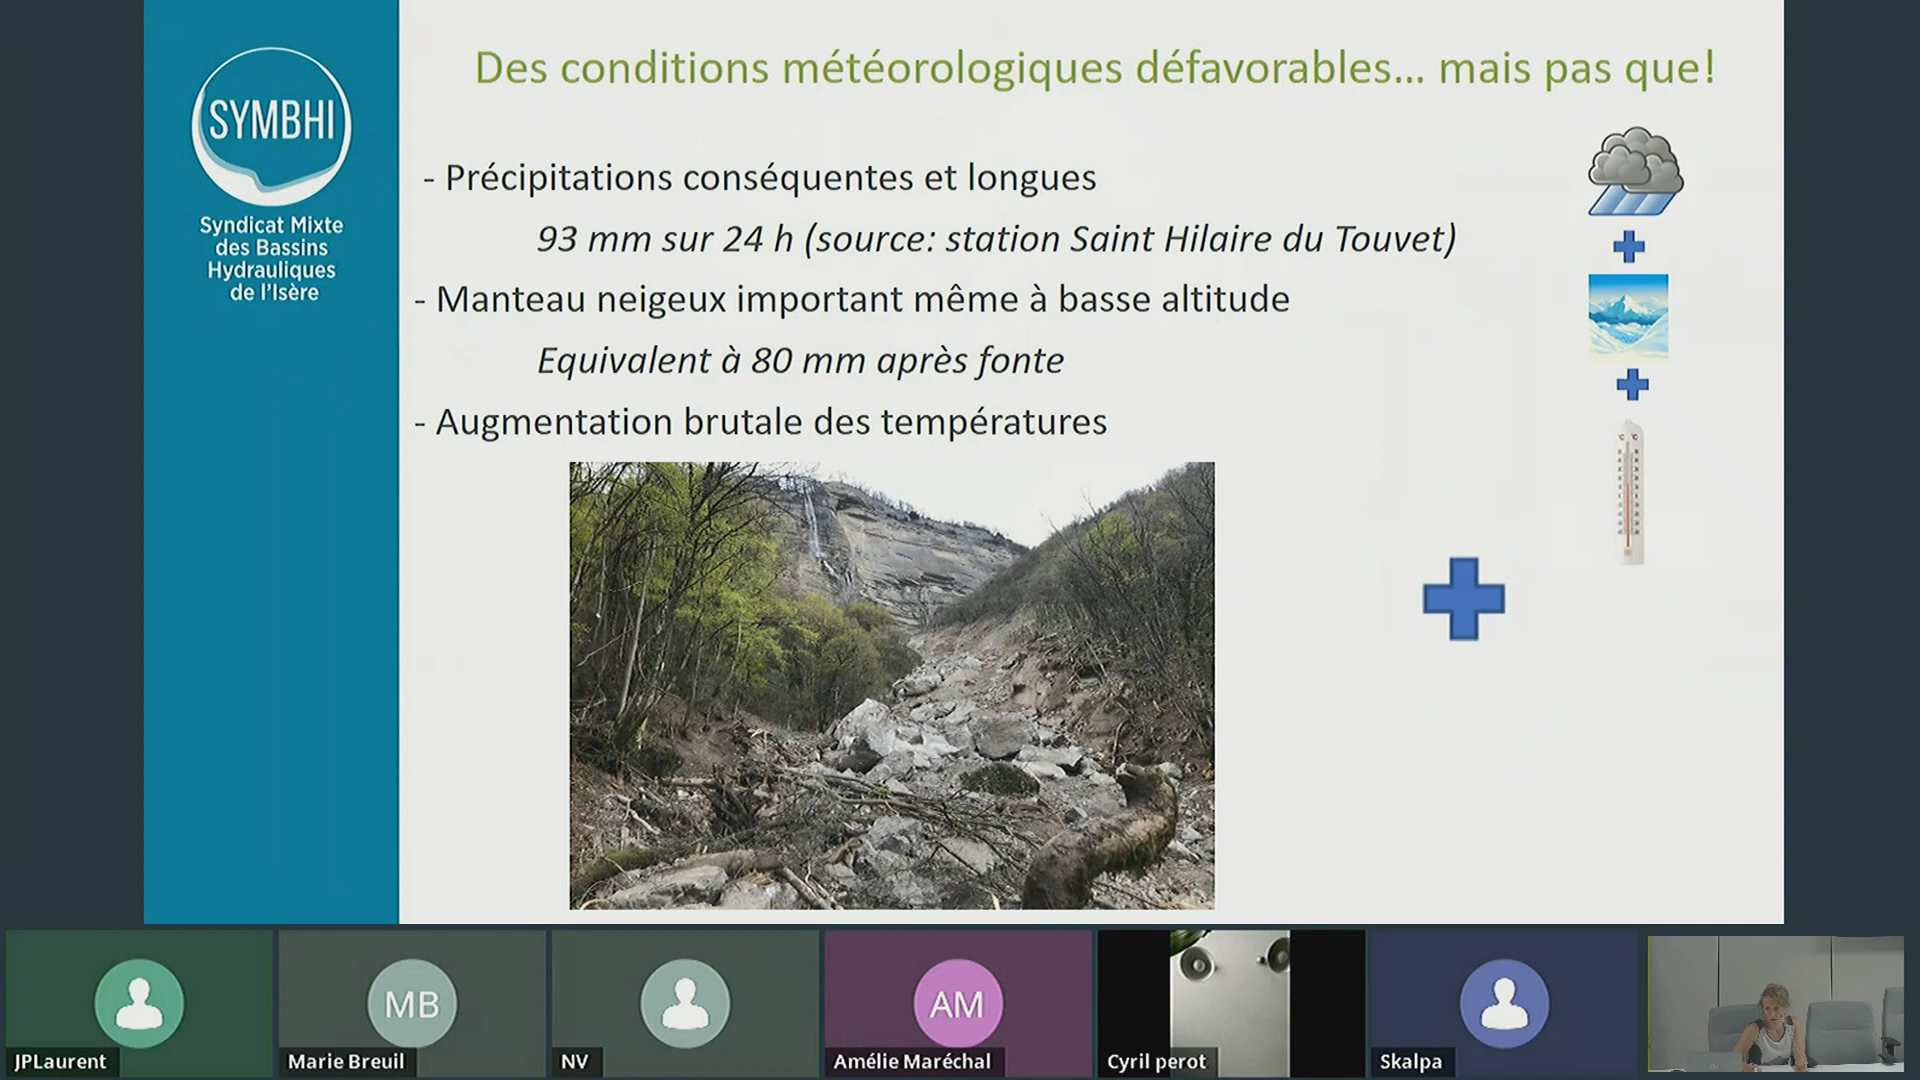 SYMBHI
Syndicat Mixte
des Bassins
Hydrauliques
de l'Isère
Des conditions météorologiques défavorables... mais pas que!
- Précipitations conséquentes et longues
93 mm sur 24 h (source: station Saint Hilaire du Touvet)
- Manteau neigeux important même à basse altitude
Equivalent à 80 mm après fonte
- Augmentation brutale des températures
°C °C
MB
AM
JPLaurent
Marie Breuil
NV
Amélie Maréchal
Cyril perot
Skalpa